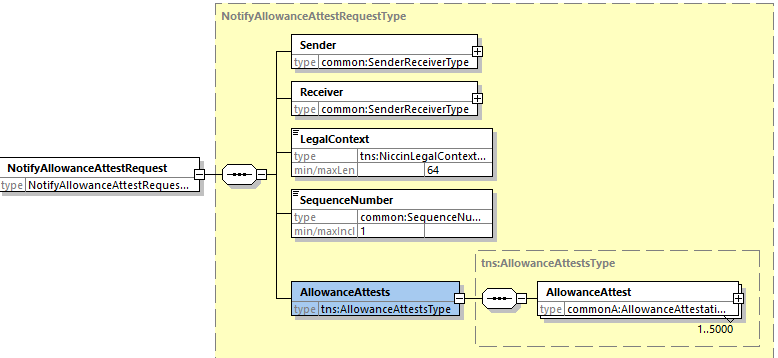 NotifyAllowanceAttestRequestType
Sender
type common:SenderReceiverType
Receiver
type common:SenderReceiverType
LegalContext
type tns:NiccinLegalContext...
min/maxLen 64
NotifyAllowanceAttestRequest
type NotifyAllowanceAttestReques...
SequenceNumber
type common:SequenceNu...
min/maxIncl 1
tns:AllowanceAttestsType
AllowanceAttests
type tns:AllowanceAttestsType
AllowanceAttest
type commonA:AllowanceAttestati...
1..5000